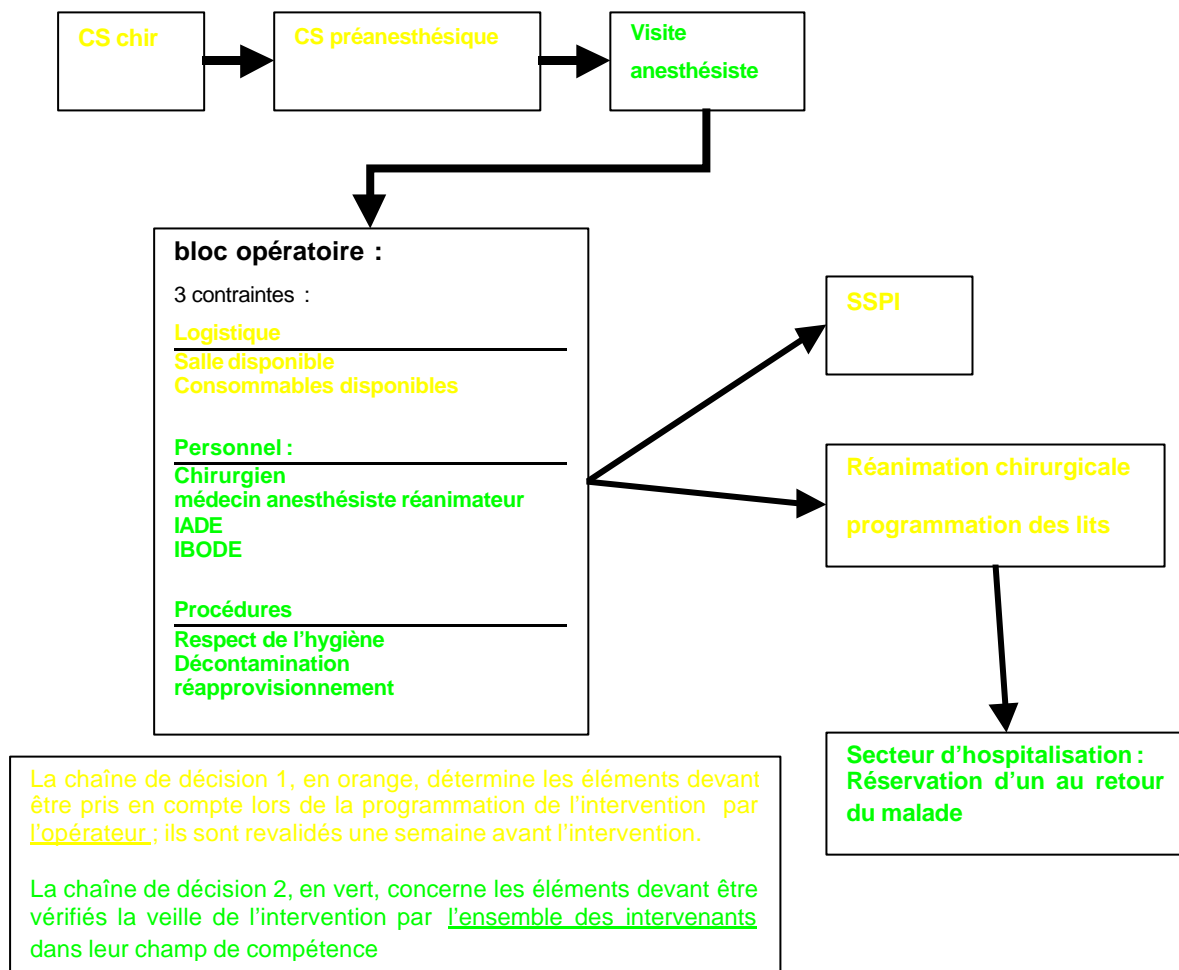 CS chir
CS préanesthésique
Visite
anesthésiste
bloc opératoire :
3 contraintes :
Logistique
Salle disponible
Consommables disponibles
Personnel :
Chirurgien
médecin anesthésiste réanimateur
IADE
IBODE
Procédures
Respect de l’hygiène
Décontamination
réapprovisionnement
SSPI
Réanimation chirurgicale
programmation des lits
Secteur d’hospitalisation :
Réservation d’un au retour
du malade
La chaîne de décision 1, en orange, détermine les éléments devant
être pris en compte lors de la programmation de l’intervention par
l’opérateur ; ils sont revalidés une semaine avant l’intervention.
La chaîne de décision 2, en vert, concerne les éléments devant être
vérifiés la veille de l’intervention par l’ensemble des intervenants
dans leur champ de compétence